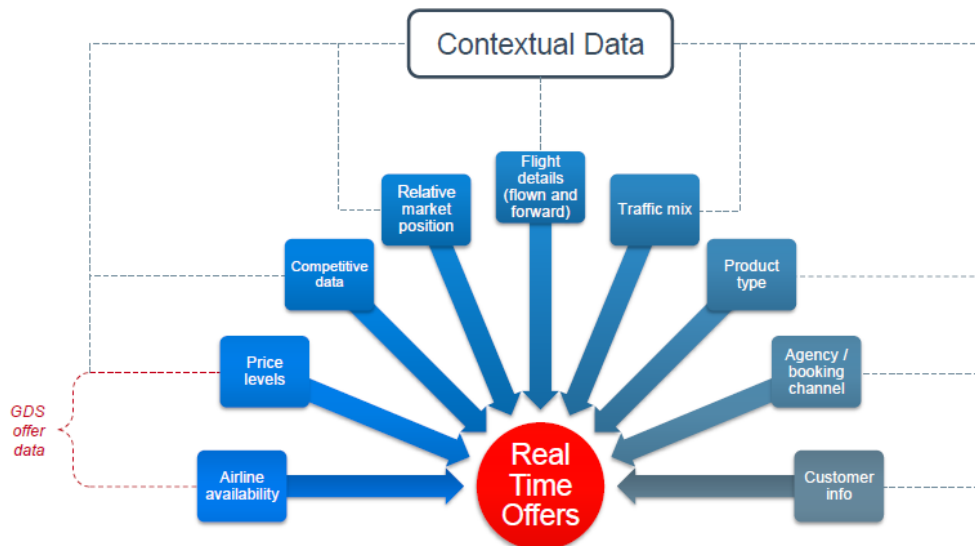 Contextual Data
Flight
details
(flown and
forward)
Relative
market
position
Traffic mix
Competitive
data
Product
type
Price
levels
Agency /
booking
channel
GDS
offer
data
Airline
availability
Real
Time
Offers
Customer
info